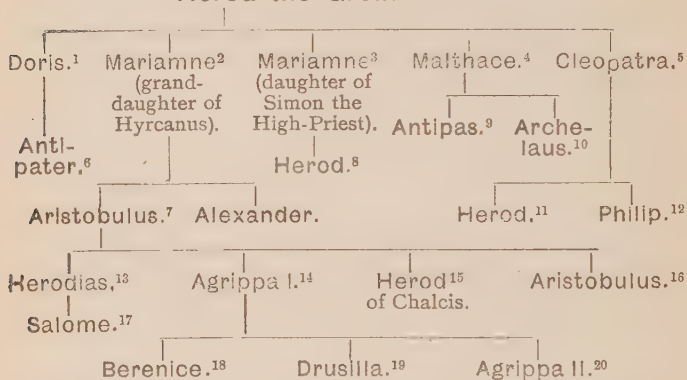 Doris.¹ Mariamne² Mariamne³ Malthace.⁴ Cleopatra.⁵
(grand- (daughter of
daughter of Simon the
Hyrcanus). High-Priest).
Anti- Antipas.⁹ Arche-
pater.⁶ Herod.⁸ laus.¹⁰
Aristobulus.⁷ Alexander. Herod.¹¹ Philip.¹²
Herodias,¹³ Agrippa I.¹⁴ Herod¹⁵ Aristobulus.¹⁶
of Chalcis.
Salome.¹⁷
Berenice.¹⁸ Drusilla.¹⁹ Agrippa II.²⁰